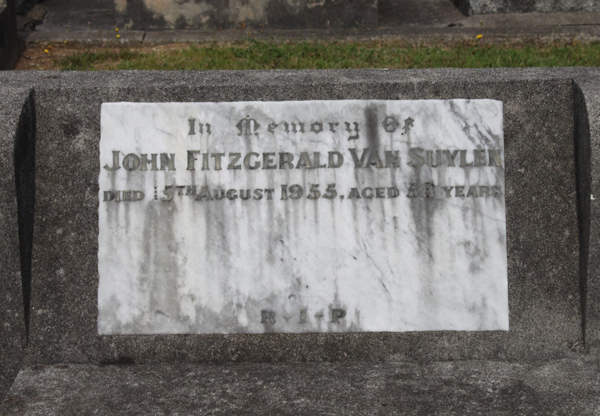 In Memory Of
JOHN FITZGERALD VAN SUYLEN
DIED 15TH AUGUST 1955, AGED YEARS
R·I·P